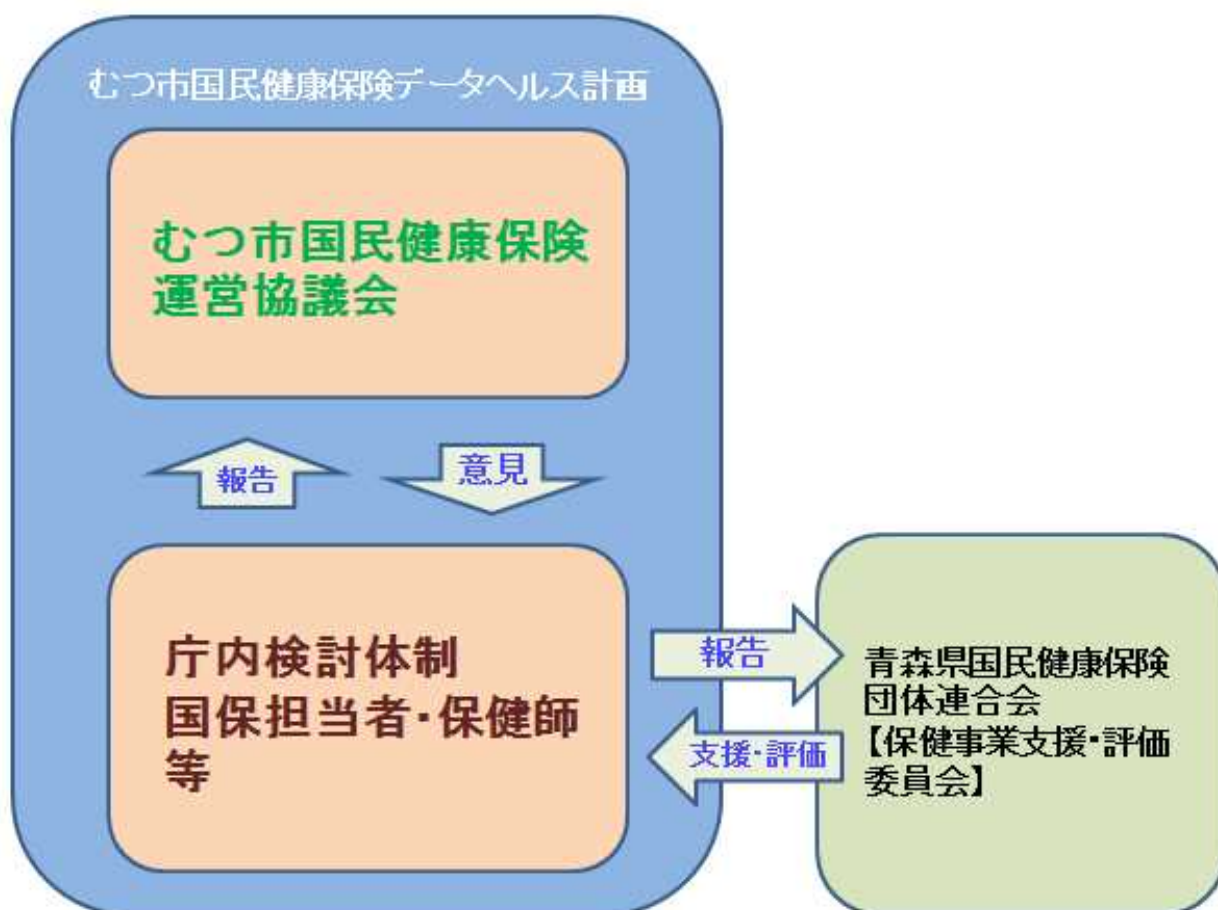 むつ市国民健康保険データヘルス計画
むつ市国民健康保険
運営協議会
報告
意見
庁内検討体制
国保担当者・保健師
等
報告
支援・評価
青森県国民健康保険
団体連合会
【保健事業支援・評価
委員会】